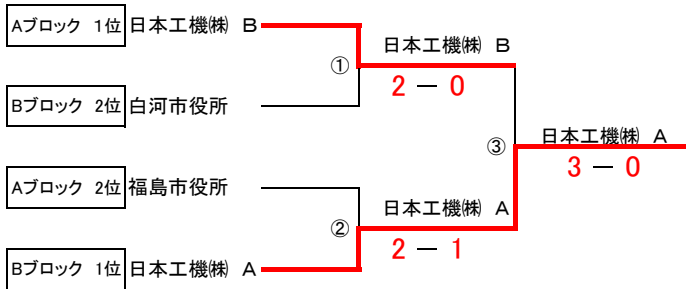 Aブロック 1位 日本工機㈱ B
① 日本工機㈱ B
2 － 0
Bブロック 2位 白河市役所
③ 日本工機㈱ A
3 － 0
Aブロック 2位 福島市役所
② 日本工機㈱ A
2 － 1
Bブロック 1位 日本工機㈱ A